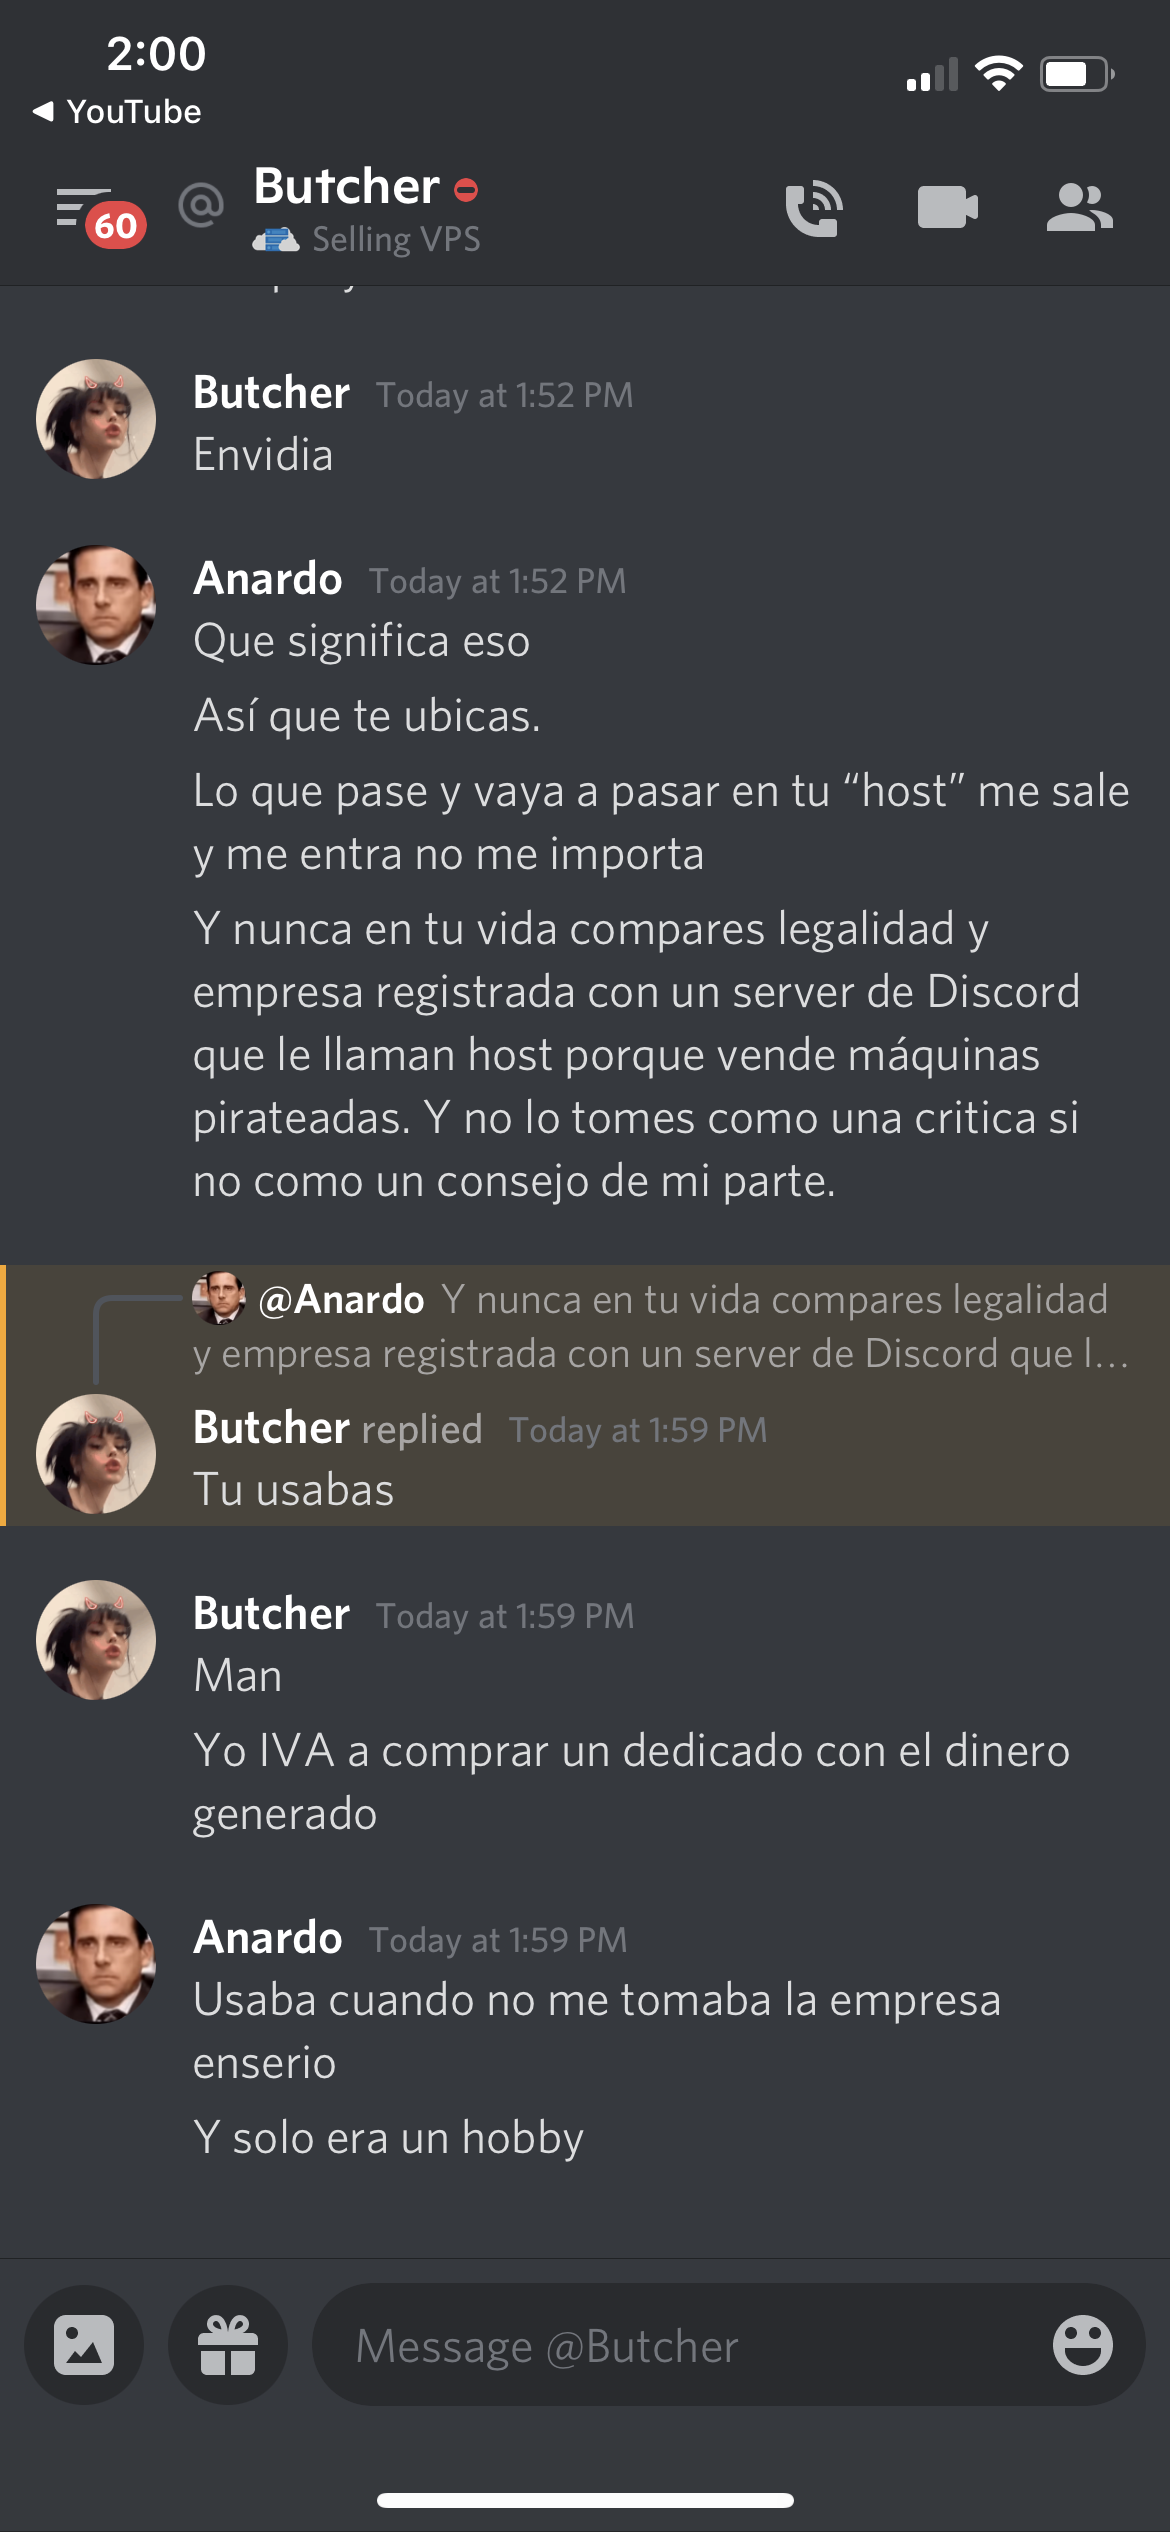 2:00
YouTube
60
Butcher
Selling VPS
Butcher Today at 1:52 PM
Envidia
Anardo Today at 1:52 PM
Que significa eso
Así que te ubicas.
Lo que pase y vaya a pasar en tu “host” me sale
y me entra no me importa
Y nunca en tu vida compares legalidad y
empresa registrada con un server de Discord
que le llaman host porque vende máquinas
pirateadas. Y no lo tomes como una critica si
no como un consejo de mi parte.
@Anardo Y nunca en tu vida compares legalidad
y empresa registrada con un server de Discord que l...
Butcher replied Today at 1:59 PM
Tu usabas
Butcher Today at 1:59 PM
Man
Yo IVA a comprar un dedicado con el dinero
generado
Anardo Today at 1:59 PM
Usaba cuando no me tomaba la empresa
enserio
Y solo era un hobby
Message @Butcher